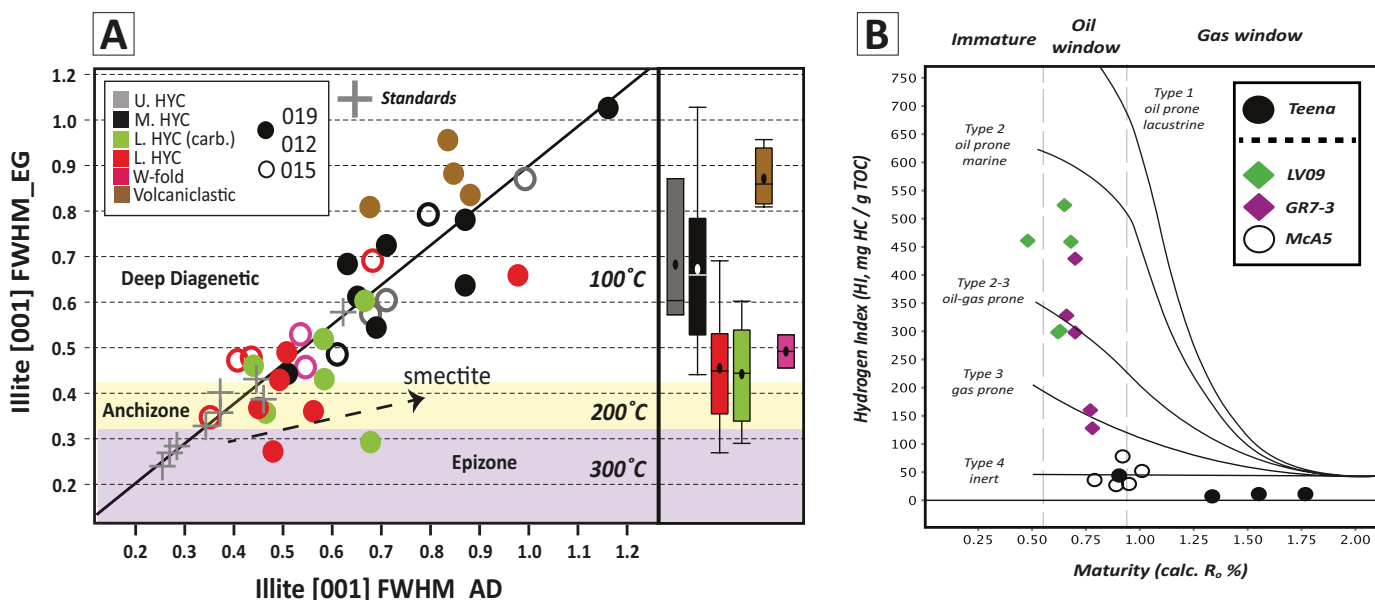 A
Illite [001] FWHM_EG
1.2
1.1
1.0
0.9
0.8
0.7
0.6
0.5
0.4
0.3
0.2
U. HYC
M. HYC
L. HYC (carb.)
L. HYC
W-fold
Volcaniclastic
019
012
015
Standards
Deep Diagenetic
100˚C
smectite
Anchizone
200˚C
Epizone
300˚C
0.2 0.3 0.4 0.5 0.6 0.7 0.8 0.9 1.0 1.1 1.2
Illite [001] FWHM_AD
B
Immature
Oil
window
Gas window
Hydrogen Index (HI, mg HC / g TOC)
750
700
650
600
550
500
450
400
350
300
250
200
150
100
50
0
Type 1
oil prone
lacustrine
Type 2
oil prone
marine
Type 2-3
oil-gas prone
Type 3
gas prone
Type 4
inert
Teena
LV09
GR7-3
McA5
0.25 0.50 0.75 1.00 1.25 1.50 1.75 2.00
Maturity (calc. Ro %)